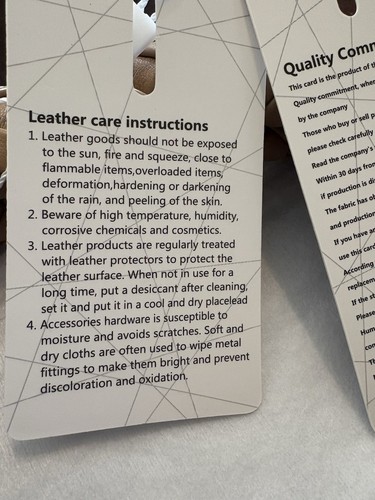 Leather care instructions
1. Leather goods should not be exposed
to the sun, fire and squeeze, close to
flammable items,overloaded items,
deformation,hardening or darkening
of the rain, and peeling of the skin.
2. Beware of high temperature, humidity,
corrosive chemicals and cosmetics.
3. Leather products are regularly treated
with leather protectors to protect the
leather surface. When not in use for a
long time, put a desiccant after cleaning,
set it and put it in a cool and dry placelead
4. Accessories hardware is susceptible to
moisture and avoids scratches. Soft and
dry cloths are often used to wipe metal
fittings to make them bright and prevent
discoloration and oxidation.
Quality Comm
This card is the product of th
Quality commitment, whe
by the company
Those who buy or sell p
please check carefully
Read the company's
Within 30 days from
if production is di
The fabric has ob
and production
If you have an
use this card
According
replacem
If the st
Please
Hum
con
Th